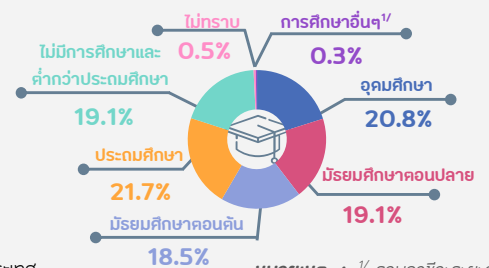 ไม่ทราบ
0.5%
การศึกษาอื่นๆ1/
0.3%
ไม่มีการศึกษาและ
ต่ำกว่าประถมศึกษา
19.1%
อุดมศึกษา
20.8%
ประถมศึกษา
21.7%
มัธยมศึกษาตอนปลาย
19.1%
มัธยมศึกษาตอนต้น
18.5%